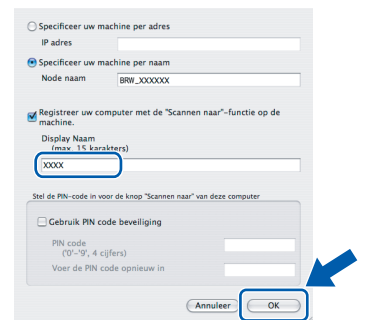 Specificeer uw machine per adres
IP adres
Specificeer uw machine per naam
Node naam BRW_XXXXXX
Registreer uw computer met de "Scannen naar"-functie op de
machine.
Display Naam
(max. 15 karakters)
XXXX
Stel de PIN-code in voor de knop "Scannen naar" van deze computer
Gebruik PIN code beveiliging
PIN code
('0'-'9', 4 cijfers)
Voer de PIN code opnieuw in
Annuleer OK